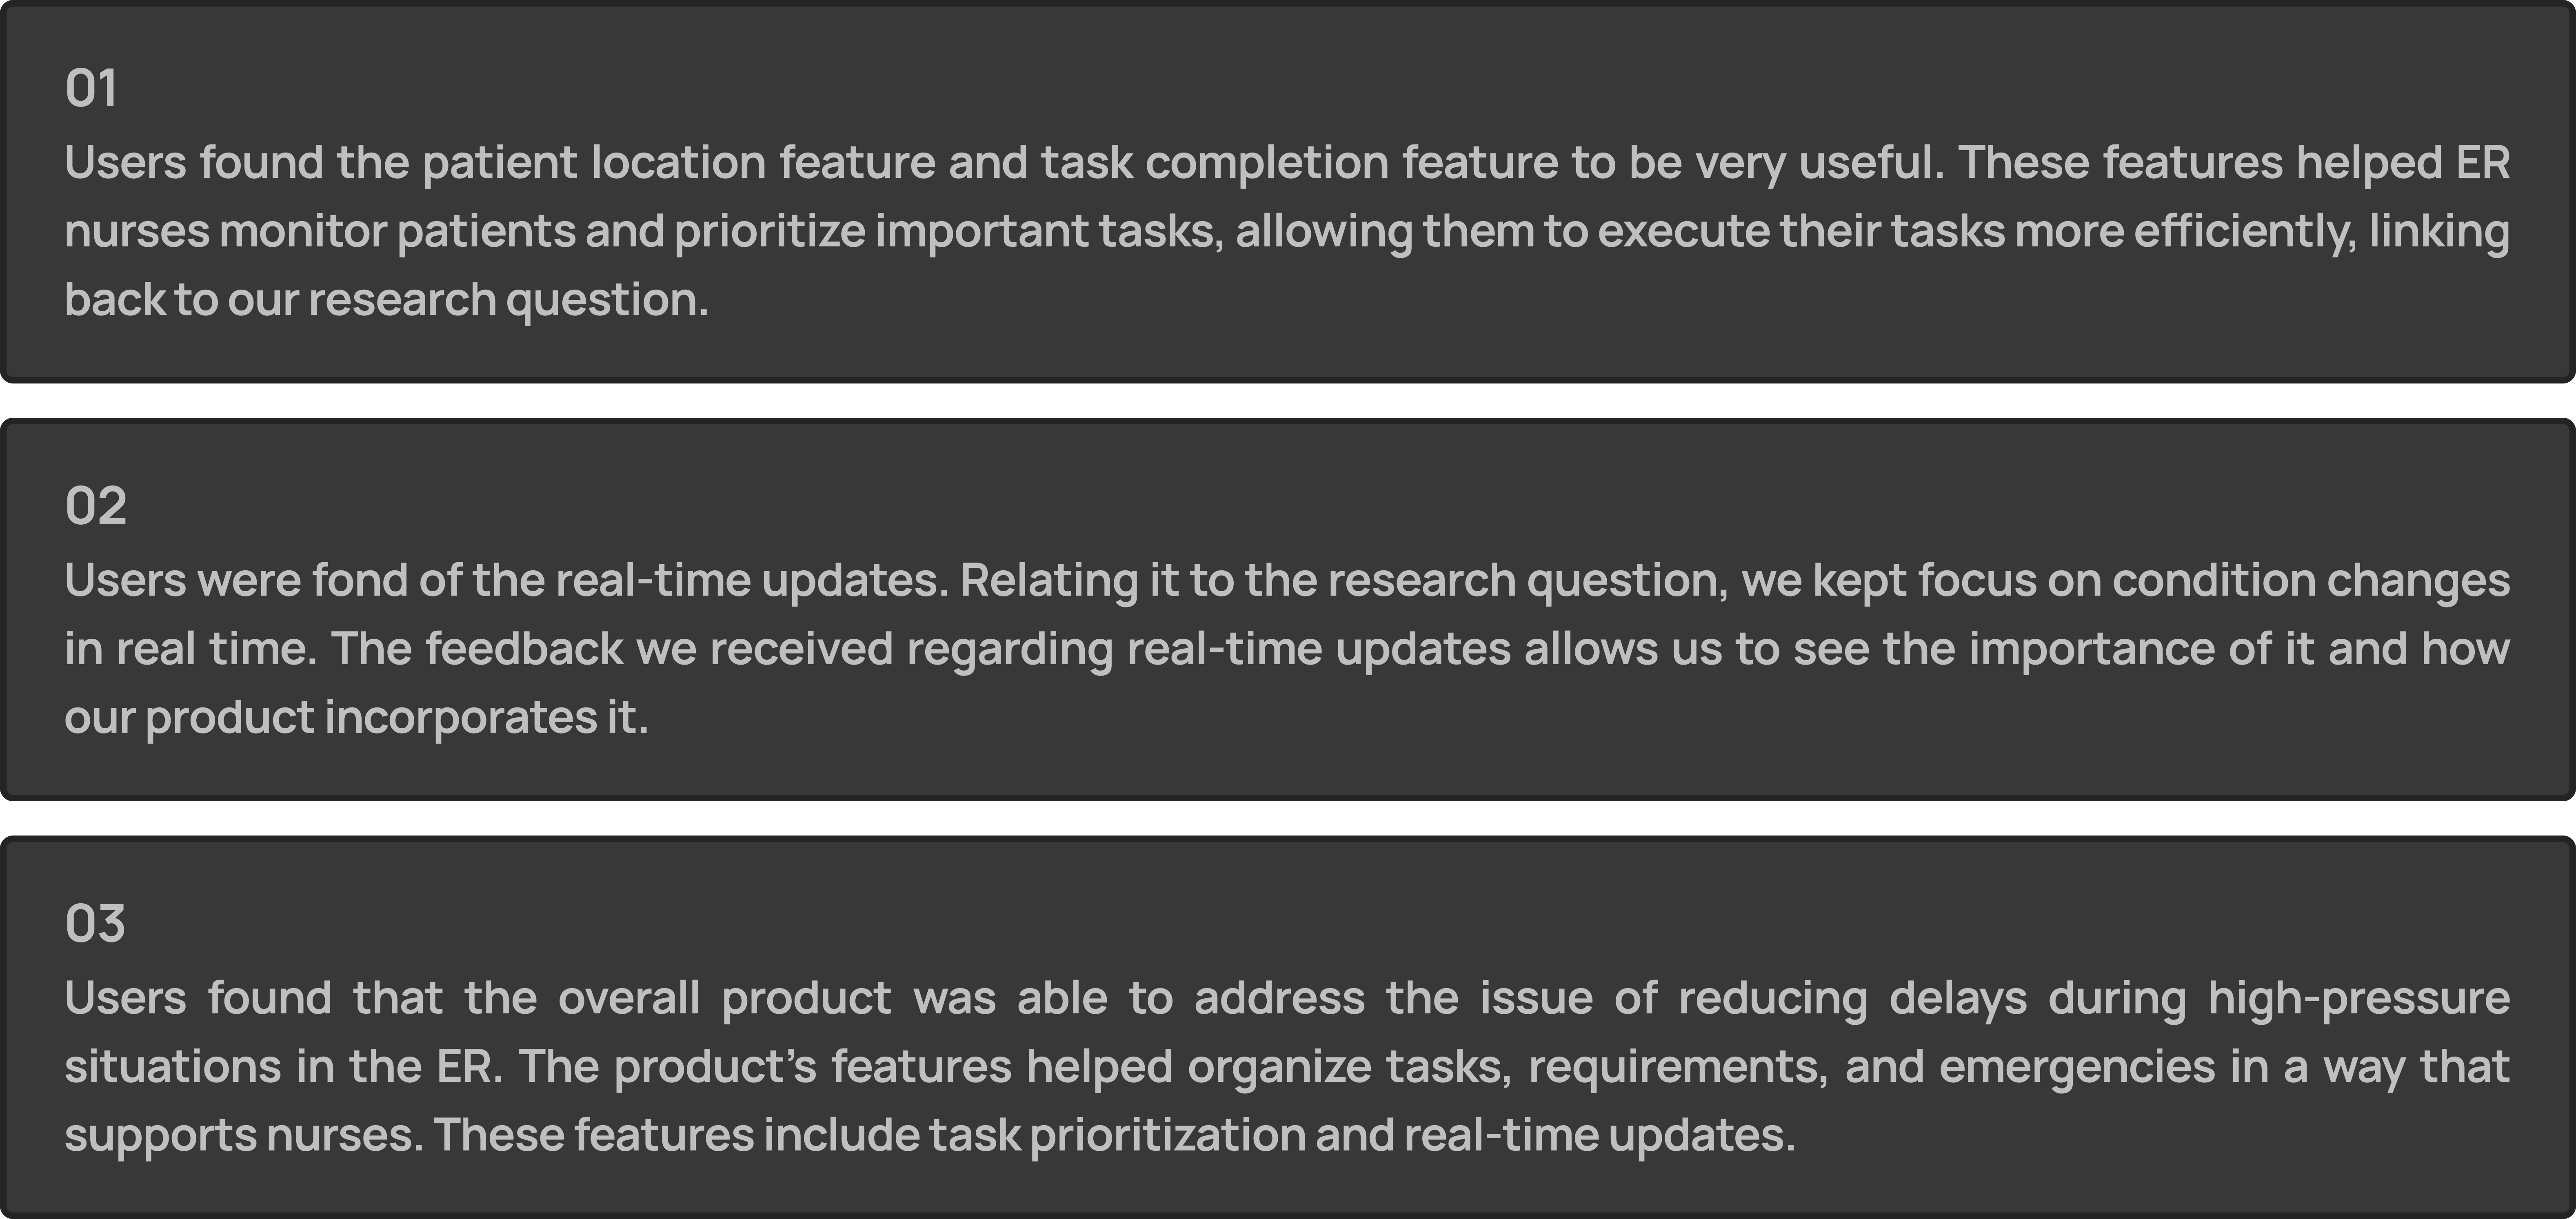 01
Users found the patient location feature and task completion feature to be very useful. These features helped ER
nurses monitor patients and prioritize important tasks, allowing them to execute their tasks more efficiently, linking
back to our research question.
02
Users were fond of the real-time updates. Relating it to the research question, we kept focus on condition changes
in real time. The feedback we received regarding real-time updates allows us to see the importance of it and how
our product incorporates it.
03
Users found that the overall product was able to address the issue of reducing delays during high-pressure
situations in the ER. The product’s features helped organize tasks, requirements, and emergencies in a way that
supports nurses. These features include task prioritization and real-time updates.